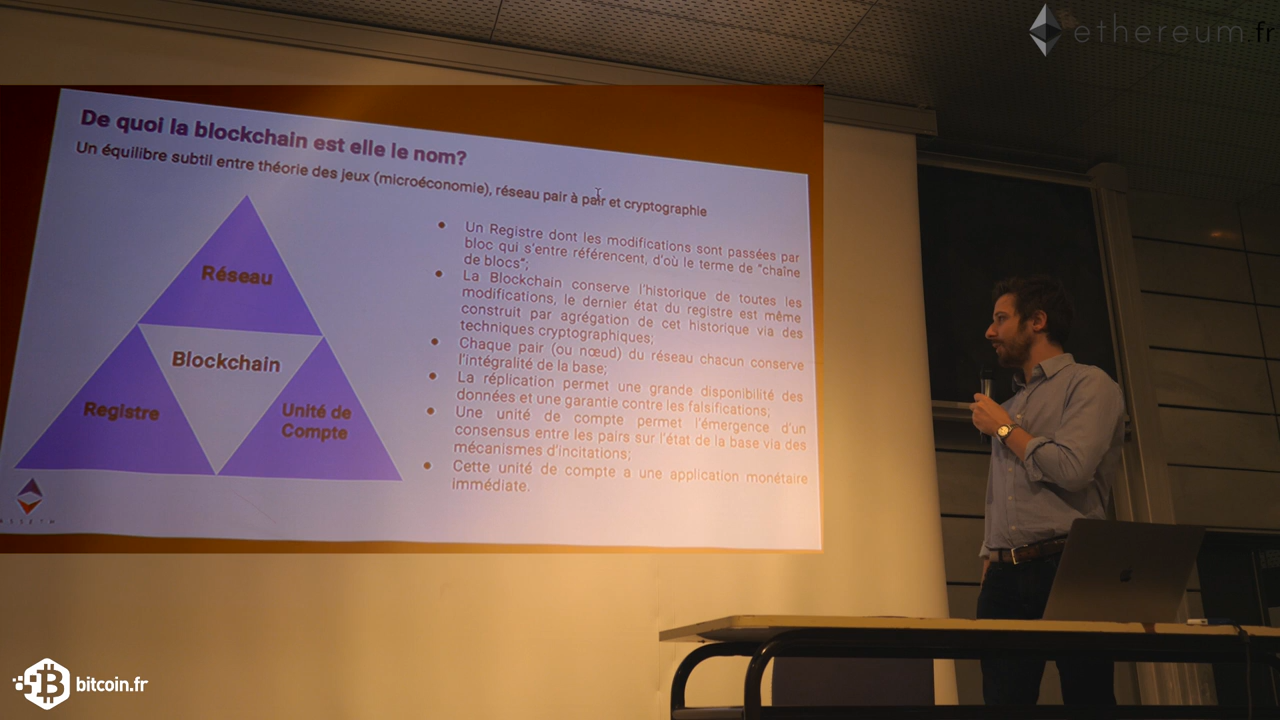 ethereum.fr
De quoi la blockchain est elle le nom?
Un équilibre subtil entre théorie des jeux (microéconomie), réseau pair à pair et cryptographie
Réseau
Blockchain
Registre
Unité de
Compte
Un Registre dont les modifications sont passées par
bloc qui s'entre référencent, d'où le terme de "chaîne
de blocs";
La Blockchain conserve l'historique de toutes les
modifications, le dernier état du registre est même
construit par agrégation de cet historique via des
techniques cryptographiques;
Chaque pair (ou nœud) du réseau chacun conserve
l'intégralité de la base;
La réplication permet une grande disponibilité des
données et une garantie contre les falsifications;
Une unité de compte permet l'émergence d'un
consensus entre les pairs sur l'état de la base via des
mécanismes d'incitations;
Cette unité de compte a une application monétaire
immédiate.
bitcoin.fr